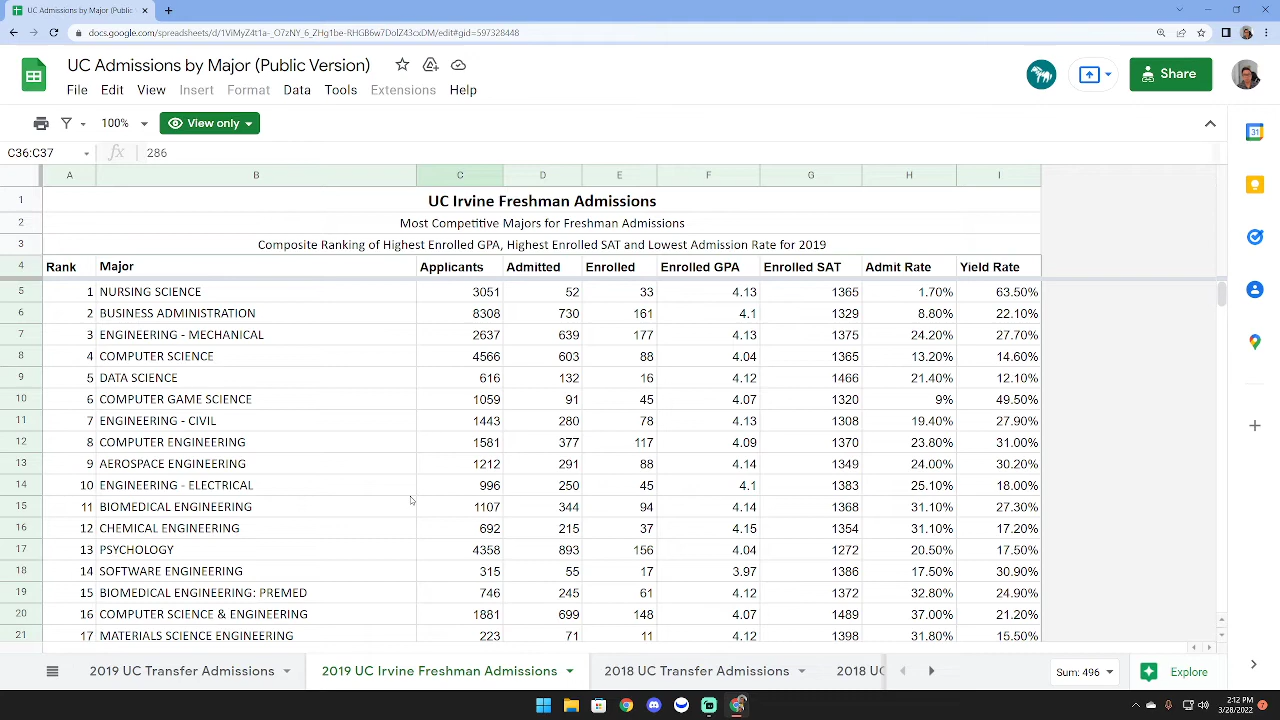 UC Admissions by Major (Public
docs.google.com/spreadsheets/d/1ViMyZ4t1a-_O7zNY_6_ZHg1be-RHGB6w7DolZ43cxDM/edit#gid=597328448
UC Admissions by Major (Public Version)
File Edit View Insert Format Data Tools Extensions Help
Share
100% View only
C36:C37 fx 286
A B C D E F G H I
1 UC Irvine Freshman Admissions
2 Most Competitive Majors for Freshman Admissions
3 Composite Ranking of Highest Enrolled GPA, Highest Enrolled SAT and Lowest Admission Rate for 2019
4 Rank Major Applicants Admitted Enrolled Enrolled GPA Enrolled SAT Admit Rate Yield Rate
5 1 NURSING SCIENCE 3051 52 33 4.13 1365 1.70% 63.50%
6 2 BUSINESS ADMINISTRATION 8308 730 161 4.1 1329 8.80% 22.10%
7 3 ENGINEERING - MECHANICAL 2637 639 177 4.13 1375 24.20% 27.70%
8 4 COMPUTER SCIENCE 4566 603 88 4.04 1365 13.20% 14.60%
9 5 DATA SCIENCE 616 132 16 4.12 1466 21.40% 12.10%
10 6 COMPUTER GAME SCIENCE 1059 91 45 4.07 1320 9% 49.50%
11 7 ENGINEERING - CIVIL 1443 280 78 4.13 1308 19.40% 27.90%
12 8 COMPUTER ENGINEERING 1581 377 117 4.09 1370 23.80% 31.00%
13 9 AEROSPACE ENGINEERING 1212 291 88 4.14 1349 24.00% 30.20%
14 10 ENGINEERING - ELECTRICAL 996 250 45 4.1 1383 25.10% 18.00%
15 11 BIOMEDICAL ENGINEERING 1107 344 94 4.14 1368 31.10% 27.30%
16 12 CHEMICAL ENGINEERING 692 215 37 4.15 1354 31.10% 17.20%
17 13 PSYCHOLOGY 4358 893 156 4.04 1272 20.50% 17.50%
18 14 SOFTWARE ENGINEERING 315 55 17 3.97 1386 17.50% 30.90%
19 15 BIOMEDICAL ENGINEERING: PREMED 746 245 61 4.12 1372 32.80% 24.90%
20 16 COMPUTER SCIENCE & ENGINEERING 1881 699 148 4.07 1489 37.00% 21.20%
21 17 MATERIALS SCIENCE ENGINEERING 223 71 11 4.12 1398 31.80% 15.50%
2019 UC Transfer Admissions 2019 UC Irvine Freshman Admissions 2018 UC Transfer Admissions 2018 UC Sum: 496 Explore
31
2:12 PM
3/28/2022